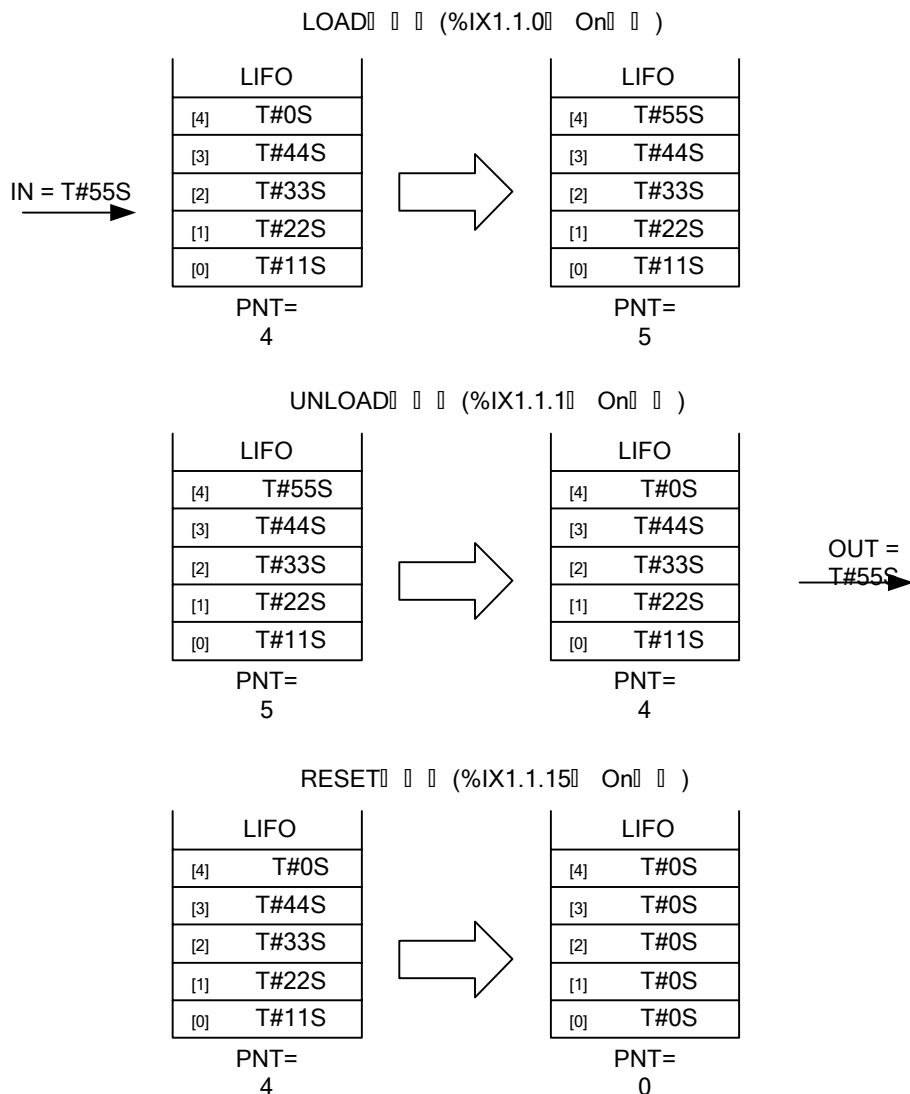 LOAD (%IX1.1.0 On )
LIFO
[4] T#0S
[3] T#44S
[2] T#33S
[1] T#22S
[0] T#11S
PNT=
4
IN = T#55S
LIFO
[4] T#55S
[3] T#44S
[2] T#33S
[1] T#22S
[0] T#11S
PNT=
5
UNLOAD (%IX1.1.1 On )
LIFO
[4] T#55S
[3] T#44S
[2] T#33S
[1] T#22S
[0] T#11S
PNT=
5
LIFO
[4] T#0S
[3] T#44S
[2] T#33S
[1] T#22S
[0] T#11S
PNT=
4
OUT =
T#55S
RESET (%IX1.1.15 On )
LIFO
[4] T#0S
[3] T#44S
[2] T#33S
[1] T#22S
[0] T#11S
PNT=
4
LIFO
[4] T#0S
[3] T#0S
[2] T#0S
[1] T#0S
[0] T#0S
PNT=
0